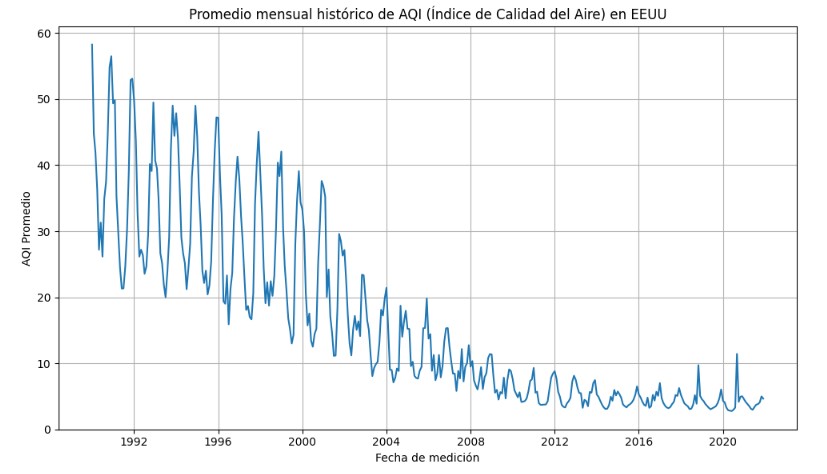 Promedio mensual histórico de AQI (Índice de Calidad del Aire) en EEUU
60
50
40
30
20
10
0
AQI Promedio
1992 1996 2000 2004 2008 2012 2016 2020
Fecha de medición